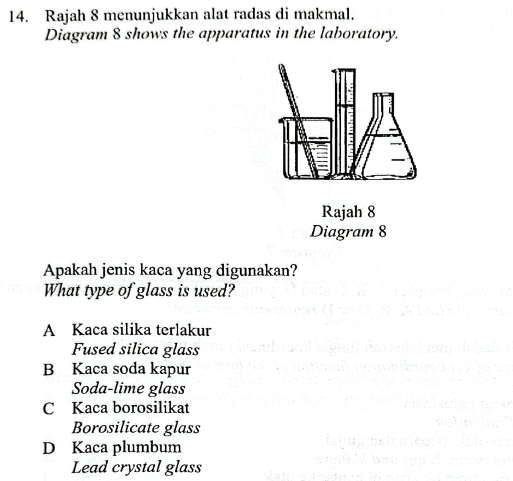 14. Rajah 8 menunjukkan alat radas di makmal.
Diagram 8 shows the apparatus in the laboratory.
Rajah 8
Diagram 8
Apakah jenis kaca yang digunakan?
What type of glass is used?
A Kaca silika terlakur
Fused silica glass
B Kaca soda kapur
Soda-lime glass
C Kaca borosilikat
Borosilicate glass
D Kaca plumbum
Lead crystal glass